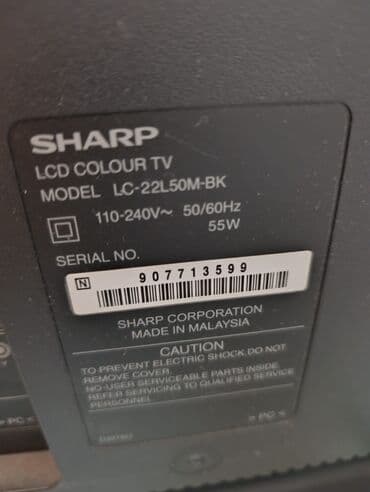 SHARP
LCD COLOUR TV
MODEL LC-22L50M-BK
110-240V~ 50/60Hz
55W
SERIAL NO.
N
907713599
SHARP CORPORATION
MADE IN MALAYSIA
CAUTION
TO PREVENT ELECTRIC SHOCK, DO NOT
REMOVE COVER.
NO-USER SERVICEABLE PARTS INSIDE
REFER SERVICING TO QUALIFIED SERVICE
PERSONNEL.
> PC <
> PC <